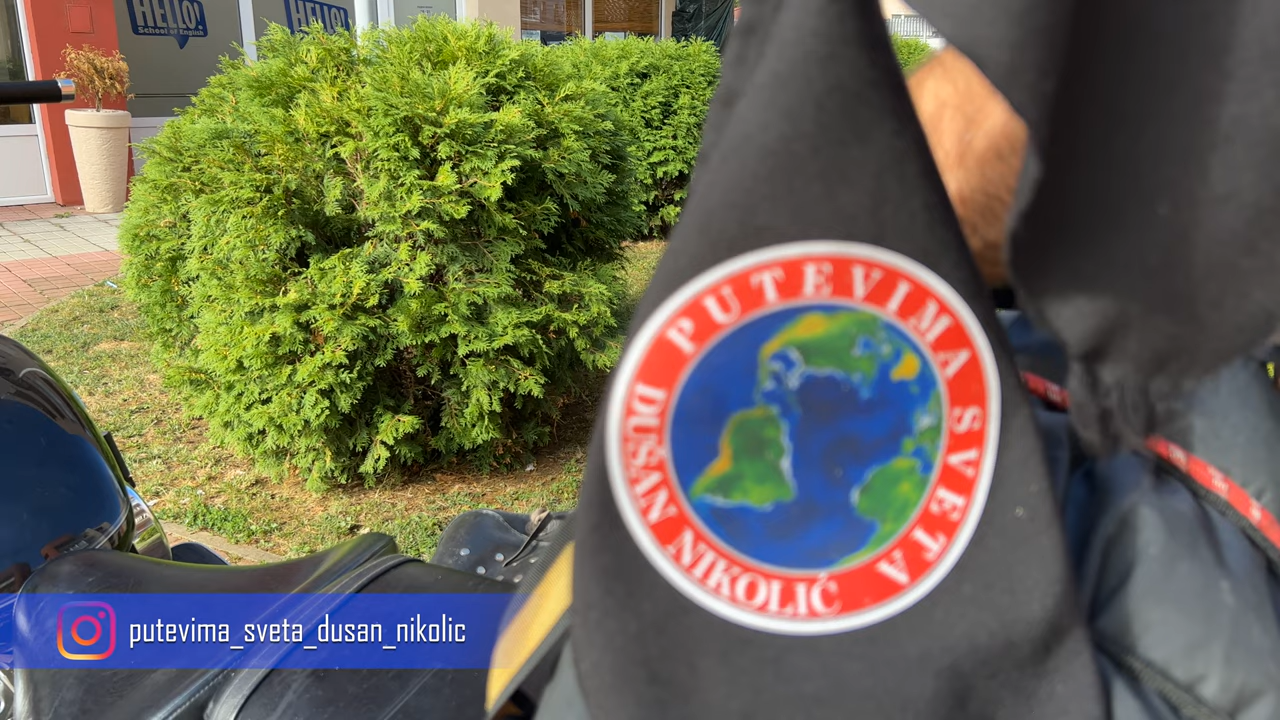 HELLO!
School of English
HELLO!
PUTEVIMA SVETA
DUŠAN NIKOLIĆ
putevima_sveta_dusan_nikolic